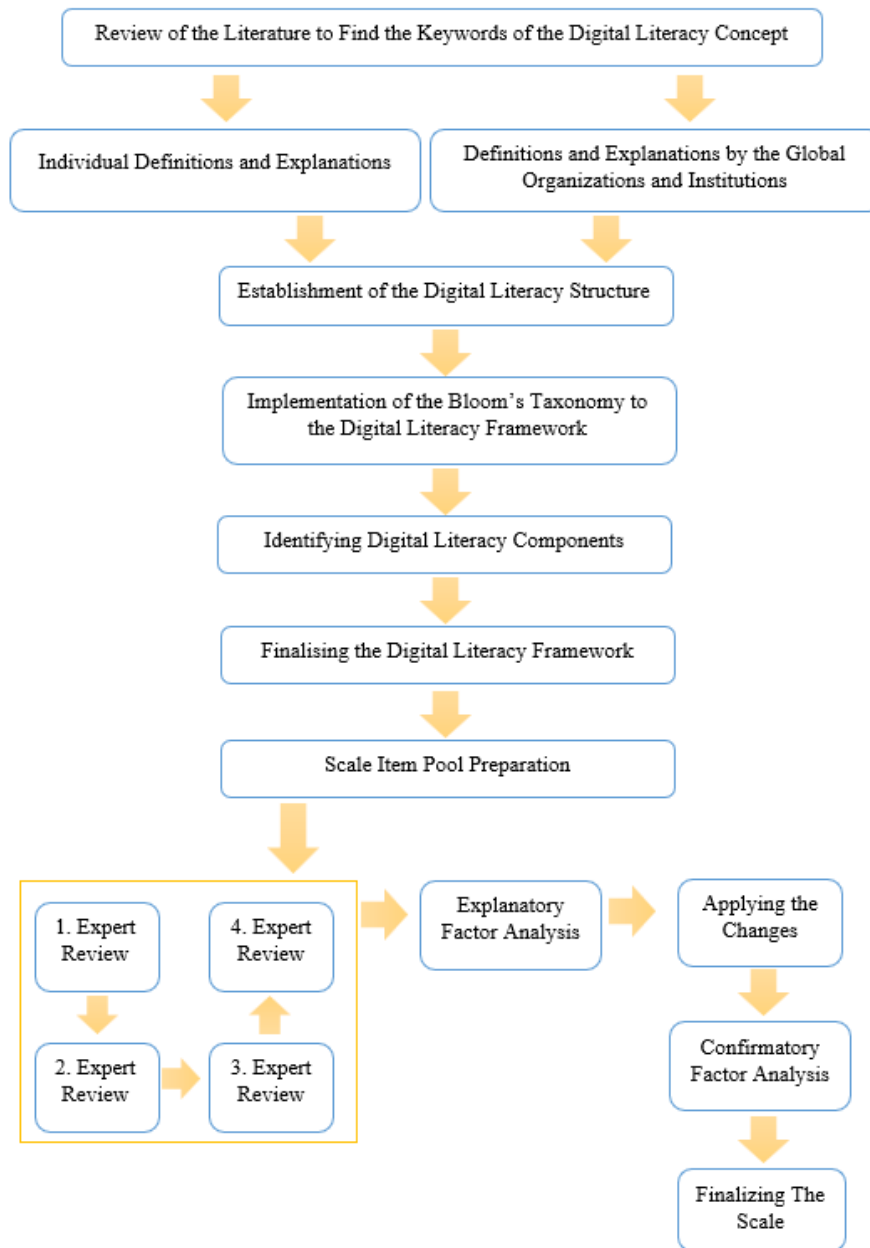 Review of the Literature to Find the Keywords of the Digital Literacy Concept
Individual Definitions and Explanations
Definitions and Explanations by the Global
Organizations and Institutions
Establishment of the Digital Literacy Structure
Implementation of the Bloom’s Taxonomy to
the Digital Literacy Framework
Identifying Digital Literacy Components
Finalising the Digital Literacy Framework
Scale Item Pool Preparation
1. Expert
Review
2. Expert
Review
3. Expert
Review
4. Expert
Review
Explanatory
Factor Analysis
Applying the
Changes
Confirmatory
Factor Analysis
Finalizing The
Scale